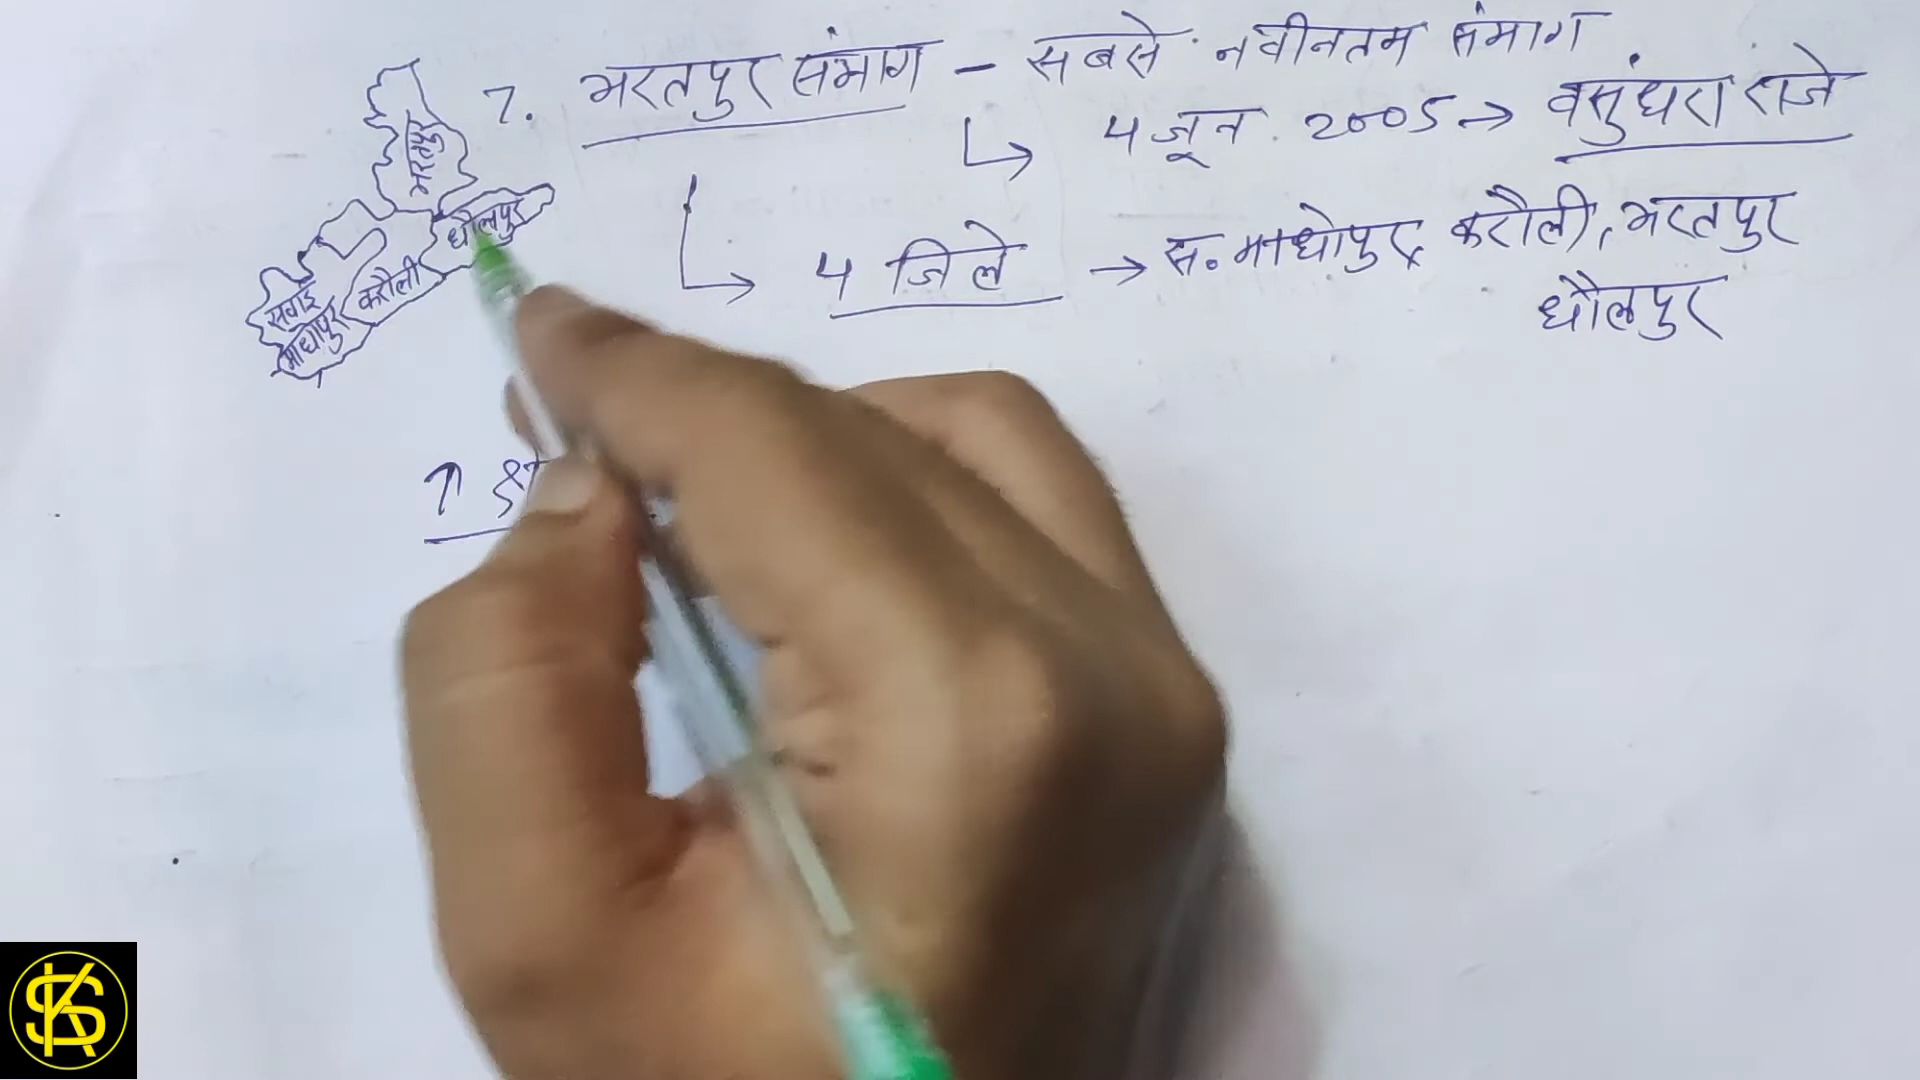 7. भरतपुर संभाग - सबसे नवीनतम संभाग
↳ 4 जून 2005 → वसुंधरा राजे
↳ 4 जिले → स. माधोपुर, करौली, भरतपुर
धौलपुर
भरतपुर
धौलपुर
करौली
सवाई
माधोपुर
↑